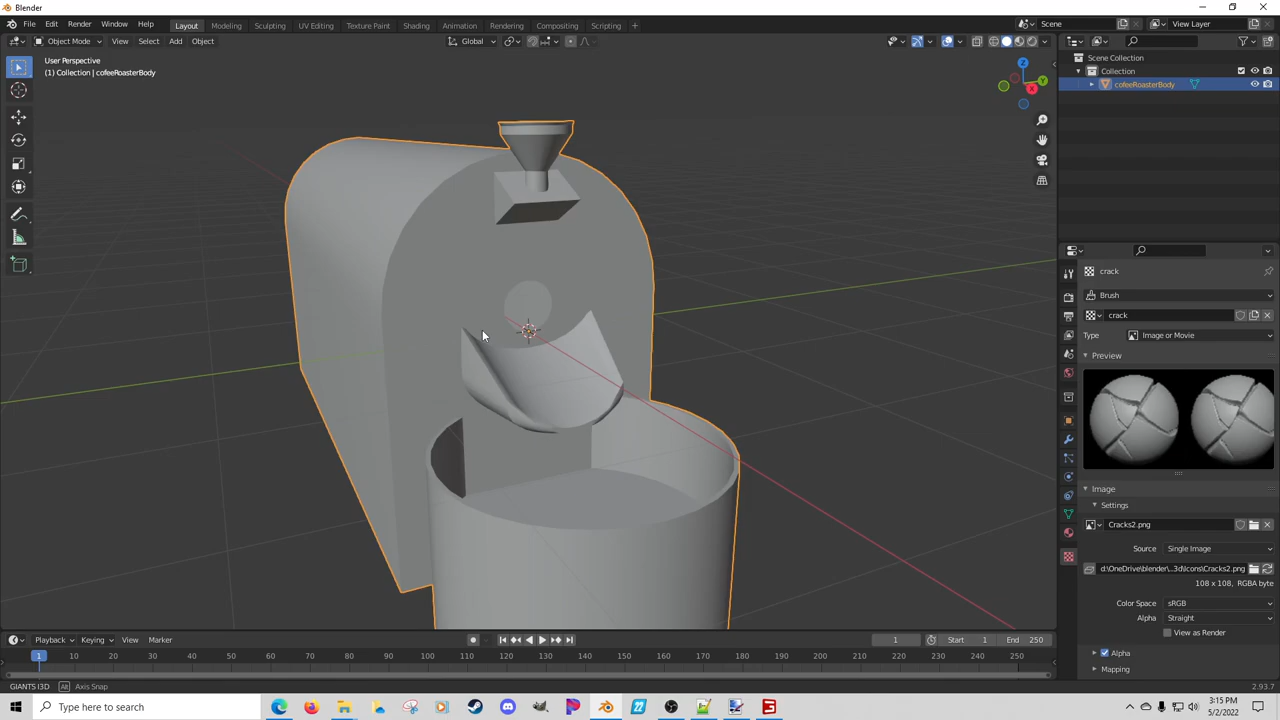 Blender
File Edit Render Window Help
Layout Modeling Sculpting UV Editing Texture Paint Shading Animation Rendering Compositing Scripting +
Scene View Layer
Object Mode View Select Add Object Global
User Perspective
(1) Collection | cofeeRoasterBody
Scene Collection
Collection
cofeeRoasterBody
Z
Y
X
crack
Brush
crack
Type Image or Movie
Preview
Image
Settings
Cracks2.png
Source Single Image
d:\OneDrive\blender\...3d\Icons\Cracks2.png
108 x 108, RGBA byte
Color Space sRGB
Alpha Straight
View as Render
Alpha
Mapping
Playback Keying View Marker
1 Start 1 End 250
1 10 20 30 40 50 60 70 80 90 100 110 120 130 140 150 160 170 180 190 200 210 220 230 240 250
GIANTS I3D Alt Axis Snap
2.93.7
Type here to search
22
3:15 PM
5/2/2022